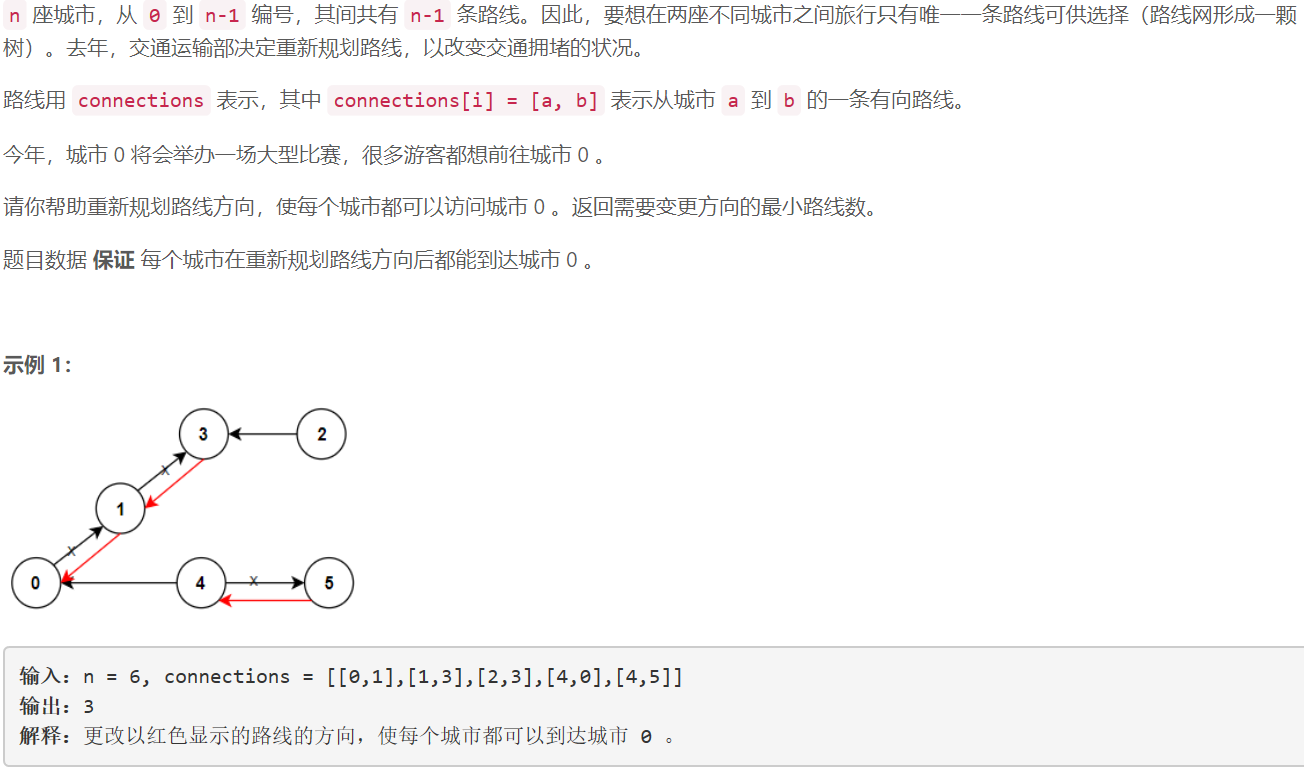 n 座城市，从 0 到 n-1 编号，其间共有 n-1 条路线。因此，要想在两座不同城市之间旅行只有唯一一条路线可供选择（路线网形成一颗
树）。去年，交通运输部决定重新规划路线，以改变交通拥堵的状况。
路线用 connections 表示，其中 connections[i] = [a, b] 表示从城市 a 到 b 的一条有向路线。
今年，城市 0 将会举办一场大型比赛，很多游客都想前往城市 0 。
请你帮助重新规划路线方向，使每个城市都可以访问城市 0 。返回需要变更方向的最小路线数。
题目数据 保证 每个城市在重新规划路线方向后都能到达城市 0 。
示例 1：
3 2
x
1
x
0 4 x 5
输入：n = 6, connections = [[0,1],[1,3],[2,3],[4,0],[4,5]]
输出：3
解释：更改以红色显示的路线的方向，使每个城市都可以到达城市 0 。